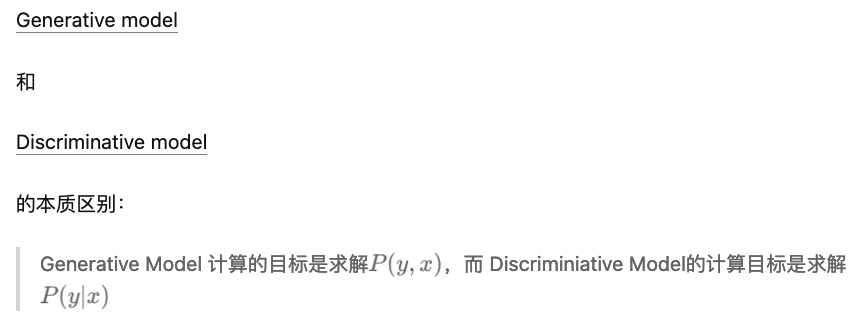 Generative model
和
Discriminative model
的本质区别：
Generative Model 计算的目标是求解P(y, x)，而 Discriminiative Model的计算目标是求解
P(y|x)